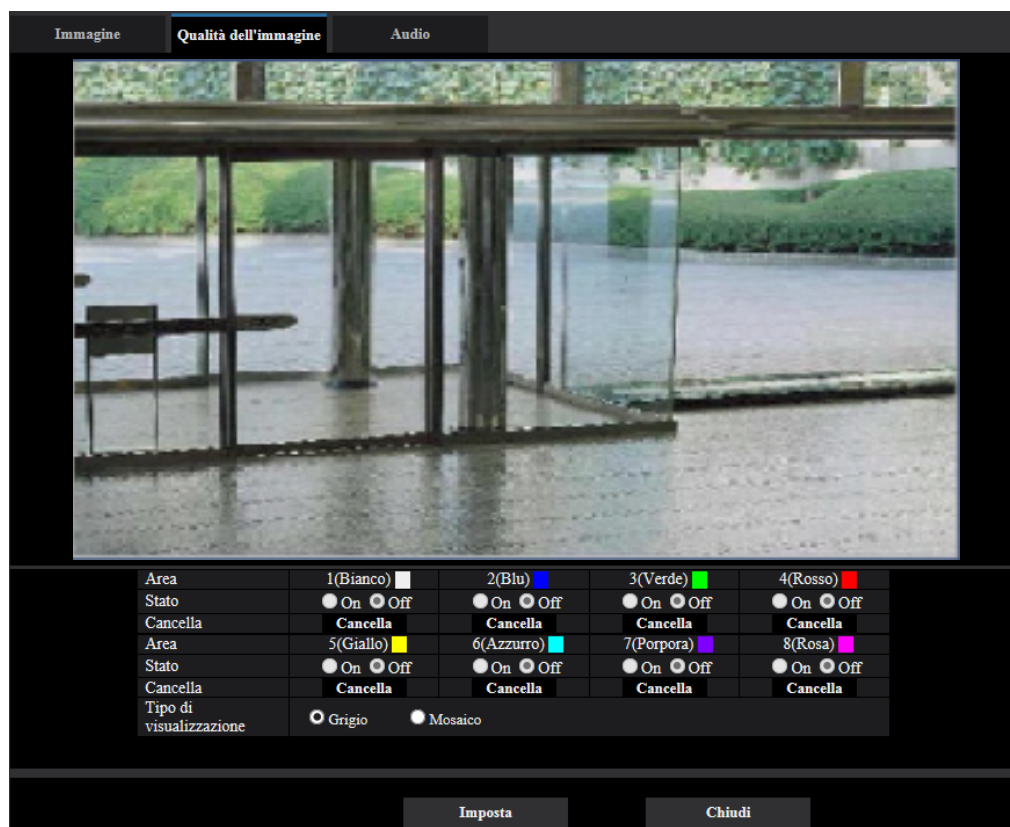 Immagine Qualità dell'immagine Audio
Area 1(Bianco) 2(Blu) 3(Verde) 4(Rosso)
Stato On Off On Off On Off On Off
Cancella Cancella Cancella Cancella Cancella
Area 5(Giallo) 6(Azzurro) 7(Porpora) 8(Rosa)
Stato On Off On Off On Off On Off
Cancella Cancella Cancella Cancella Cancella
Tipo di
visualizzazione Grigio Mosaico
Imposta Chiudi